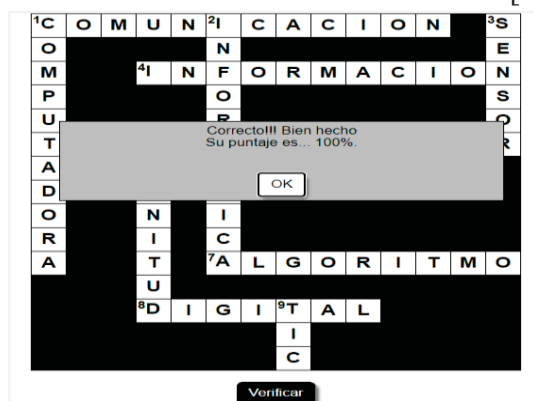 1C O M U N 2I C A C I O N 3S
O N E
M 4I N F O R M A C I O N
P O S
U R O
Correcto!!! Bien hecho
T Su puntaje es... 100%. R
A
D OK
O N I
R I C
A T 7A L G O R I T M O
U
8D I G I 9T A L
I
C
Verificar